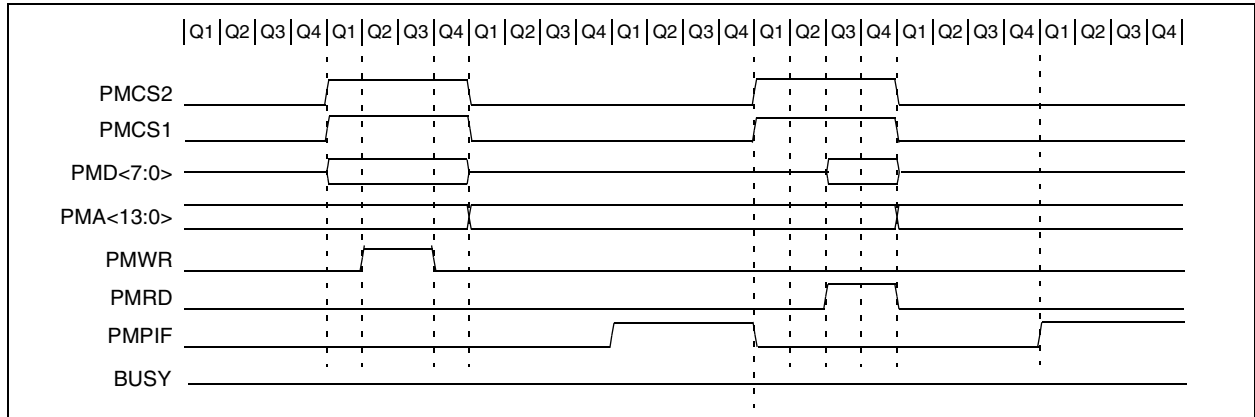 Q1 Q2 Q3 Q4 Q1 Q2 Q3 Q4 Q1 Q2 Q3 Q4 Q1 Q2 Q3 Q4 Q1 Q2 Q3 Q4 Q1 Q2 Q3 Q4 Q1 Q2 Q3 Q4
PMCS2
PMCS1
PMD<7:0>
PMA<13:0>
PMWR
PMRD
PMPIF
BUSY